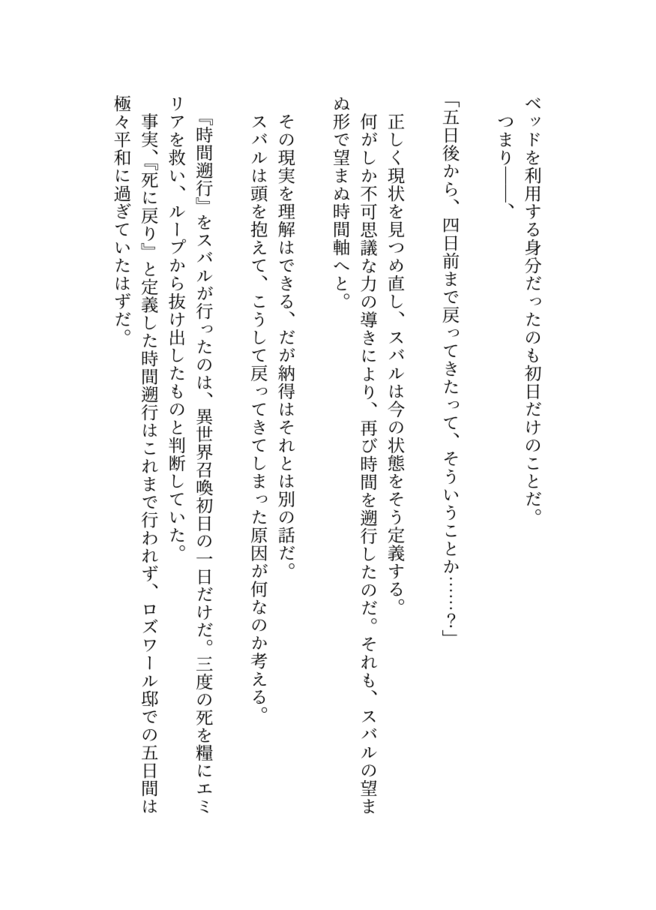 ベッドを利用する身分だったのも初日だけのことだ。
つまり――、
「五日後から、四日前まで戻ってきたって、そういうことか……？」
正しく現状を見つめ直し、スバルは今の状態をそう定義する。
何がしか不可思議な力の導きにより、再び時間を遡行したのだ。それも、スバルの望ま
ぬ形で望まぬ時間軸へと。
その現実を理解はできる、だが納得はそれとは別の話だ。
スバルは頭を抱えて、こうして戻ってきてしまった原因が何なのか考える。
『時間遡行』をスバルが行ったのは、異世界召喚初日の一日だけだ。三度の死を糧にエミ
リアを救い、ループから抜け出したものと判断していた。
事実、『死に戻り』と定義した時間遡行はこれまで行われず、ロズワール邸での五日間は
極々平和に過ぎていたはずだ。